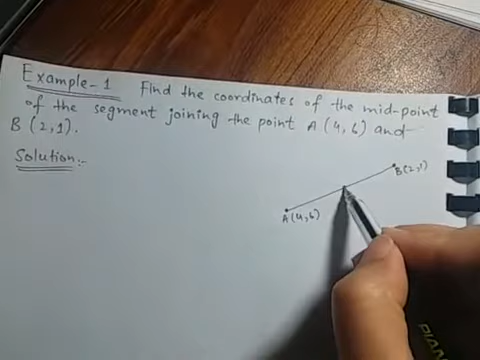 Example-1 Find the coordinates of the mid-point
of the segment joining the point A (4,6) and
B (2,1).
Solution:-
B(2,1)
A(4,6)
PIAN